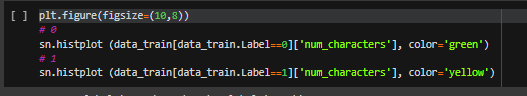 [ ] plt.figure(figsize=(10,8))
# 0
sn.histplot (data_train[data_train.Label==0]['num_characters'], color='green')
# 1
sn.histplot (data_train[data_train.Label==1]['num_characters'], color='yellow')